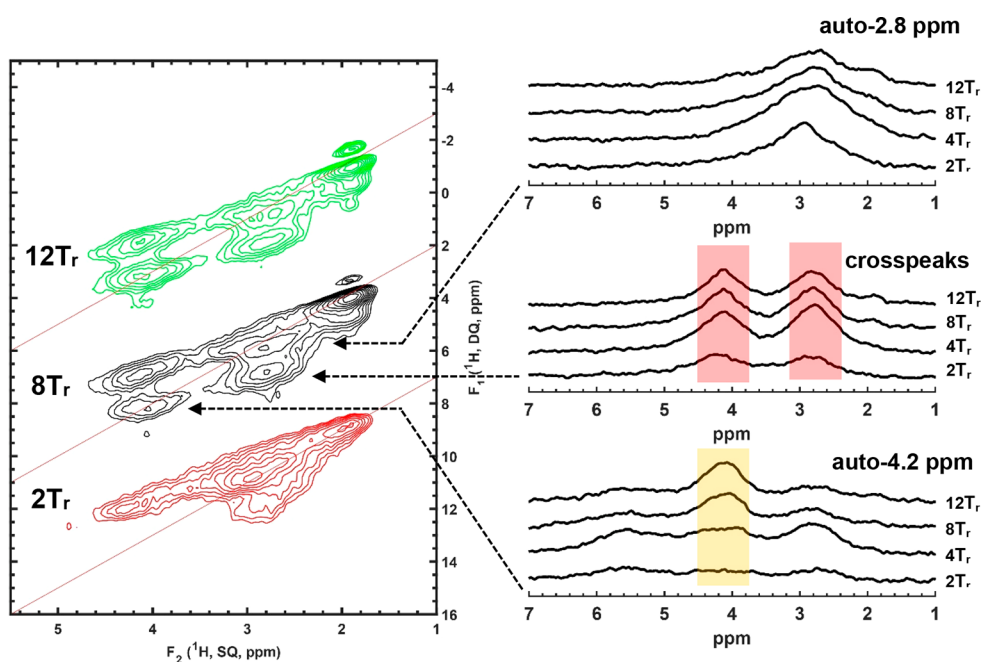 auto-2.8 ppm
12Tr
8Tr
4Tr
2Tr
7 6 5 4 3 2 1
ppm
crosspeaks
12Tr
8Tr
4Tr
2Tr
7 6 5 4 3 2 1
ppm
auto-4.2 ppm
12Tr
8Tr
4Tr
2Tr
7 6 5 4 3 2 1
ppm
12Tr
8Tr
2Tr
-4
-2
0
2
4
6
8
10
12
14
16
F1 (1H, DQ, ppm)
5 4 3 2 1
F2 (1H, SQ, ppm)